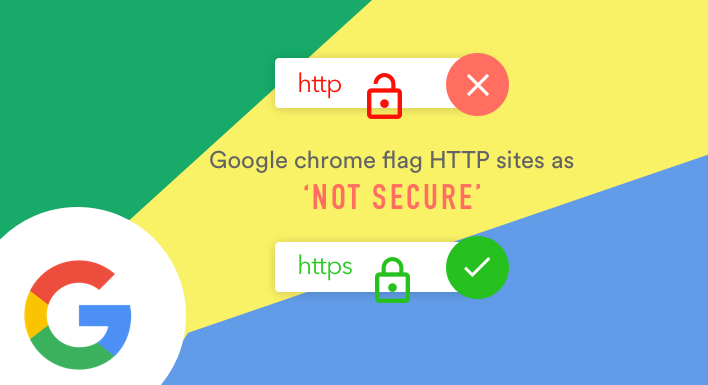 http
Google chrome flag HTTP sites as
‘NOT SECURE’
https